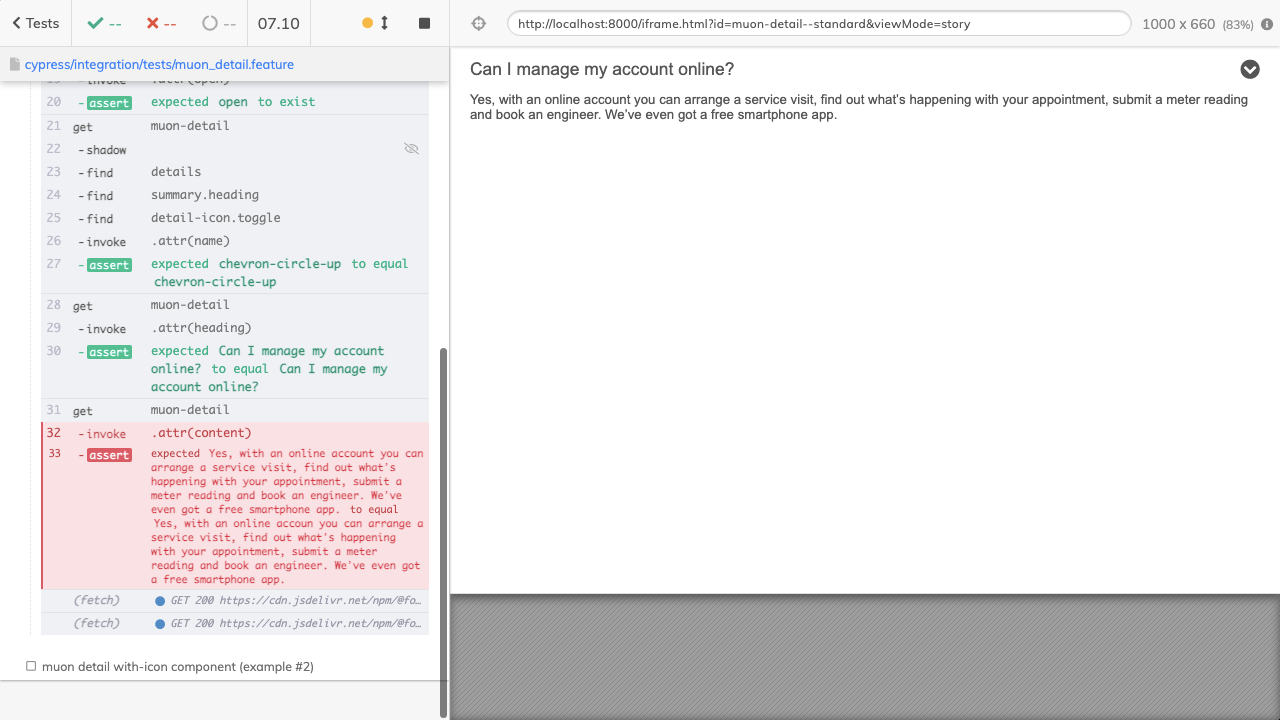 Tests
--
--
--
07.10
http://localhost:8000/iframe.html?id=muon-detail--standard&viewMode=story
1000 x 660 (83%)
cypress/integration/tests/muon_detail.feature
19 -invoke .attr(open)
20 -assert expected open to exist
21 get muon-detail
22 -shadow
23 -find details
24 -find summary.heading
25 -find detail-icon.toggle
26 -invoke .attr(name)
27 -assert expected chevron-circle-up to equal
chevron-circle-up
28 get muon-detail
29 -invoke .attr(heading)
30 -assert expected Can I manage my account
online? to equal Can I manage my
account online?
31 get muon-detail
32 -invoke .attr(content)
33 -assert expected Yes, with an online account you can
arrange a service visit, find out what's
happening with your appointment, submit a
meter reading and book an engineer. We've
even got a free smartphone app. to equal
Yes, with an online accoun you can arrange a
service visit, find out what's happening
with your appointment, submit a meter
reading and book an engineer. We've even got
a free smartphone app.
(fetch) GET 200 https://cdn.jsdelivr.net/npm/@fo…
(fetch) GET 200 https://cdn.jsdelivr.net/npm/@fo…
muon detail with-icon component (example #2)
Can I manage my account online?
Yes, with an online account you can arrange a service visit, find out what's happening with your appointment, submit a meter reading
and book an engineer. We've even got a free smartphone app.